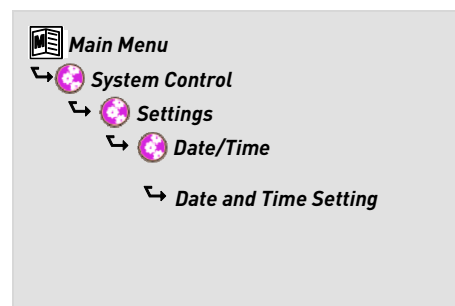 M Main Menu
System Control
Settings
Date/Time
Date and Time Setting